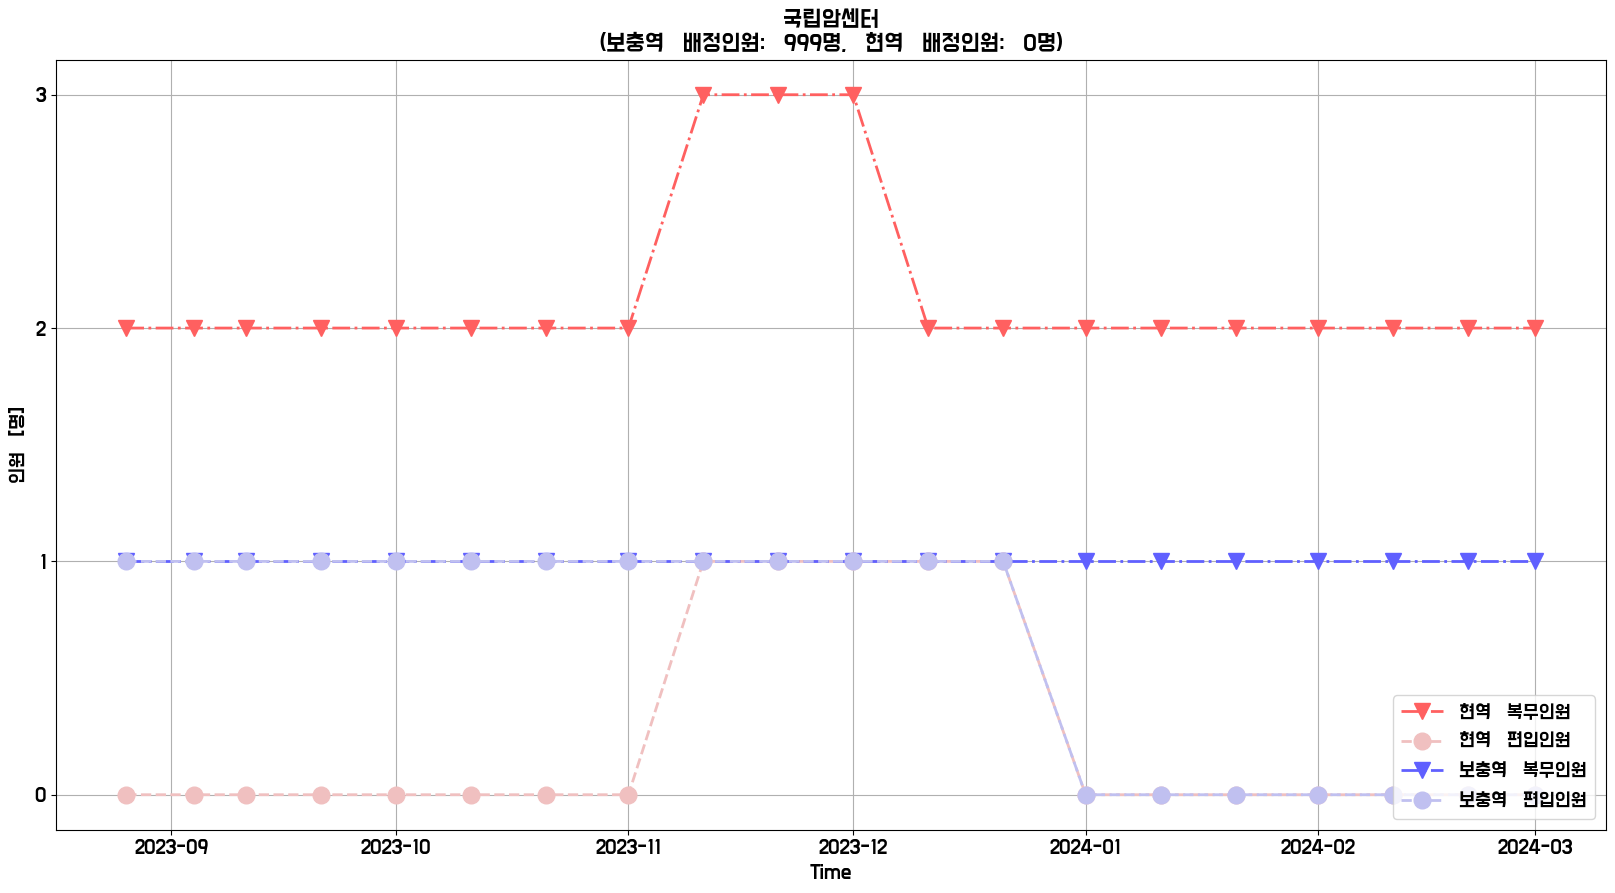 국립암센터
(보충역 배정인원: 999명, 현역 배정인원: 0명)
3
2
1
0
인원 [명]
2023-09 2023-10 2023-11 2023-12 2024-01 2024-02 2024-03
Time
현역 복무인원
현역 편입인원
보충역 복무인원
보충역 편입인원